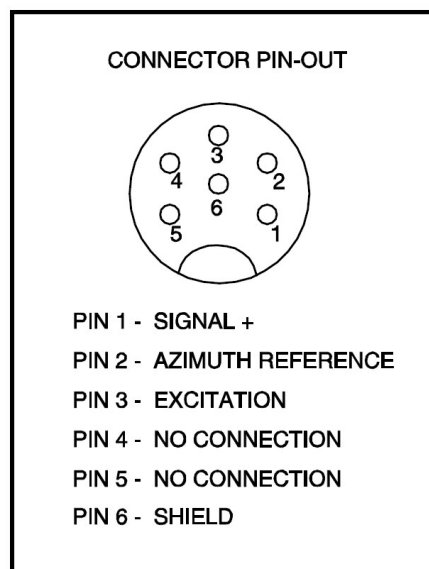 CONNECTOR PIN-OUT
3
4 2
6
5 1
PIN 1 - SIGNAL +
PIN 2 - AZIMUTH REFERENCE
PIN 3 - EXCITATION
PIN 4 - NO CONNECTION
PIN 5 - NO CONNECTION
PIN 6 - SHIELD